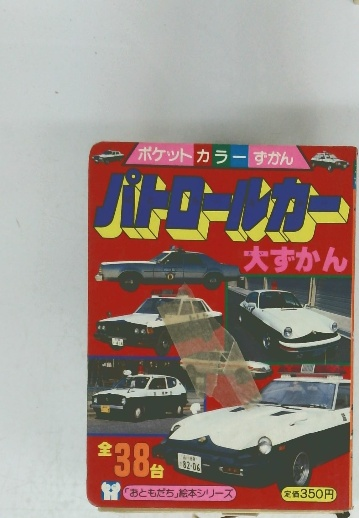 ポケットカラーずかん
パトロールカー
大ずかん
全38台
82-06
「おともだち」絵本シリーズ
定価350円